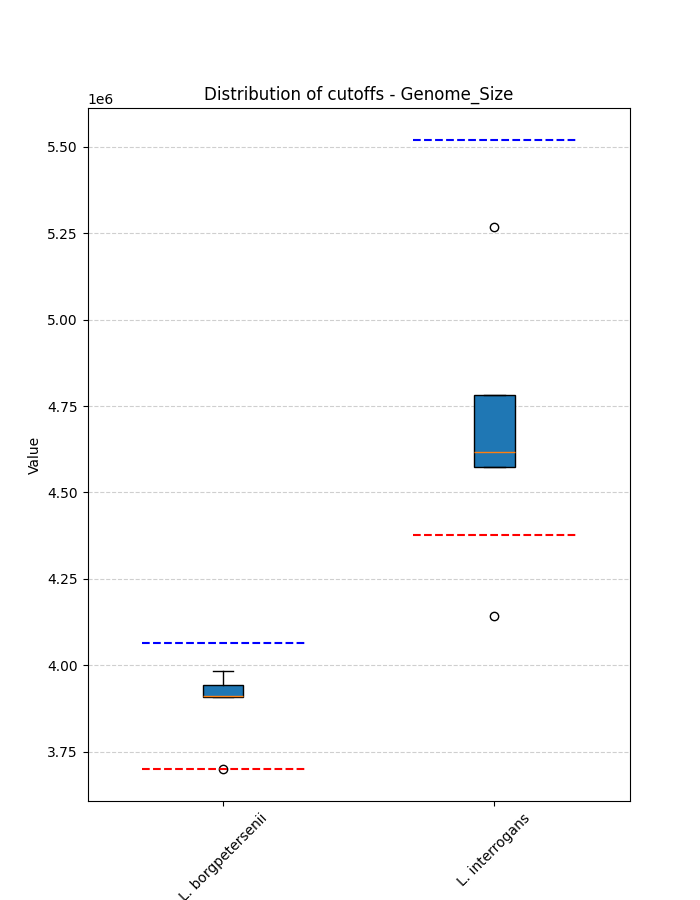 Distribution of cutoffs - Genome_Size
1e6
5.50
5.25
5.00
4.75
4.50
4.25
4.00
3.75
Value
L. borgpetersenii
L. interrogans